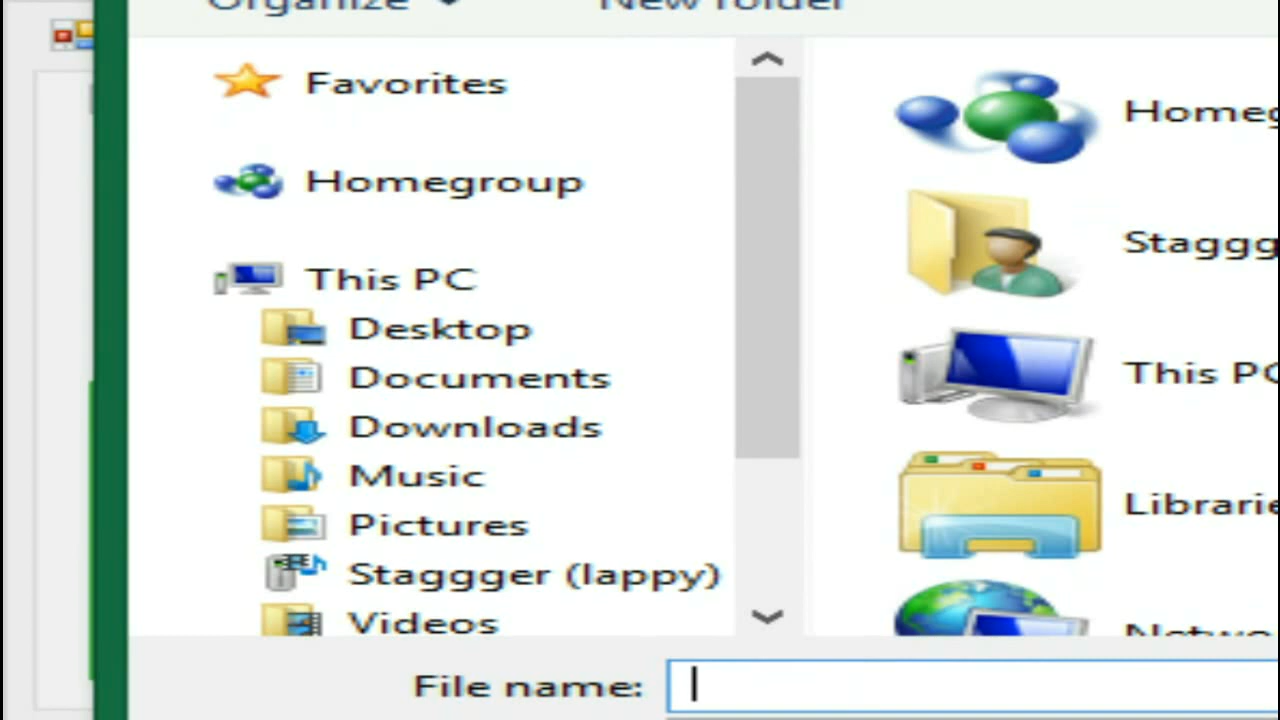 Organize New folder
Favorites
Homegroup
This PC
Desktop
Documents
Downloads
Music
Pictures
Staggger (lappy)
Videos
Homeg
Staggg
This PC
Librarie
Netwo
File name: